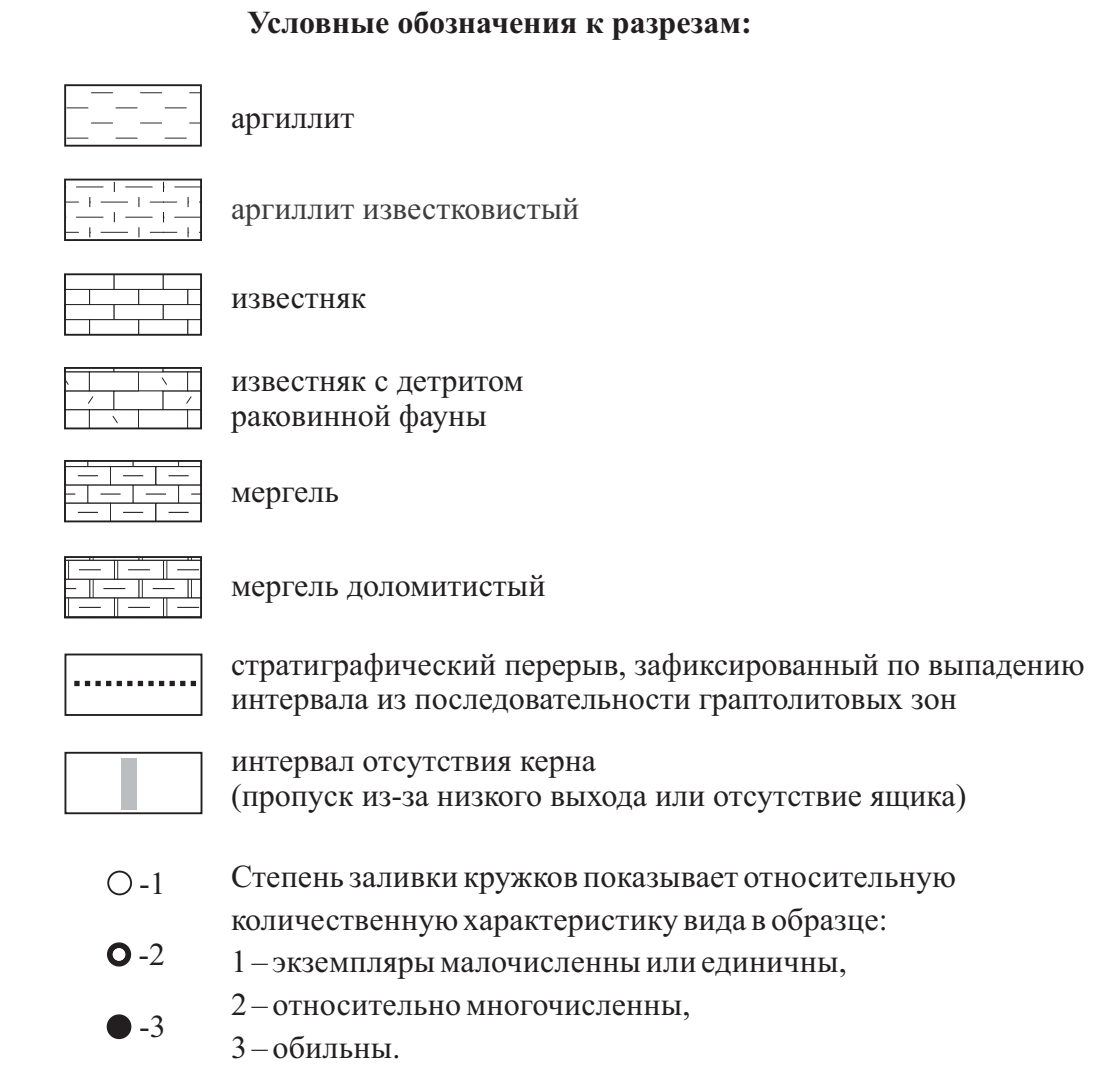 Условные обозначения к разрезам:
аргиллит
аргиллит известковистый
известняк
известняк с детритом
раковинной фауны
мергель
мергель доломитистый
стратиграфический перерыв, зафиксированный по выпадению
интервала из последовательности граптолитовых зон
интервал отсутствия керна
(пропуск из-за низкого выхода или отсутствие ящика)
-1 Степень заливки кружков показывает относительную
количественную характеристику вида в образце:
-2 1 – экземпляры малочисленны или единичны,
2 – относительно многочисленны,
-3 3 – обильны.